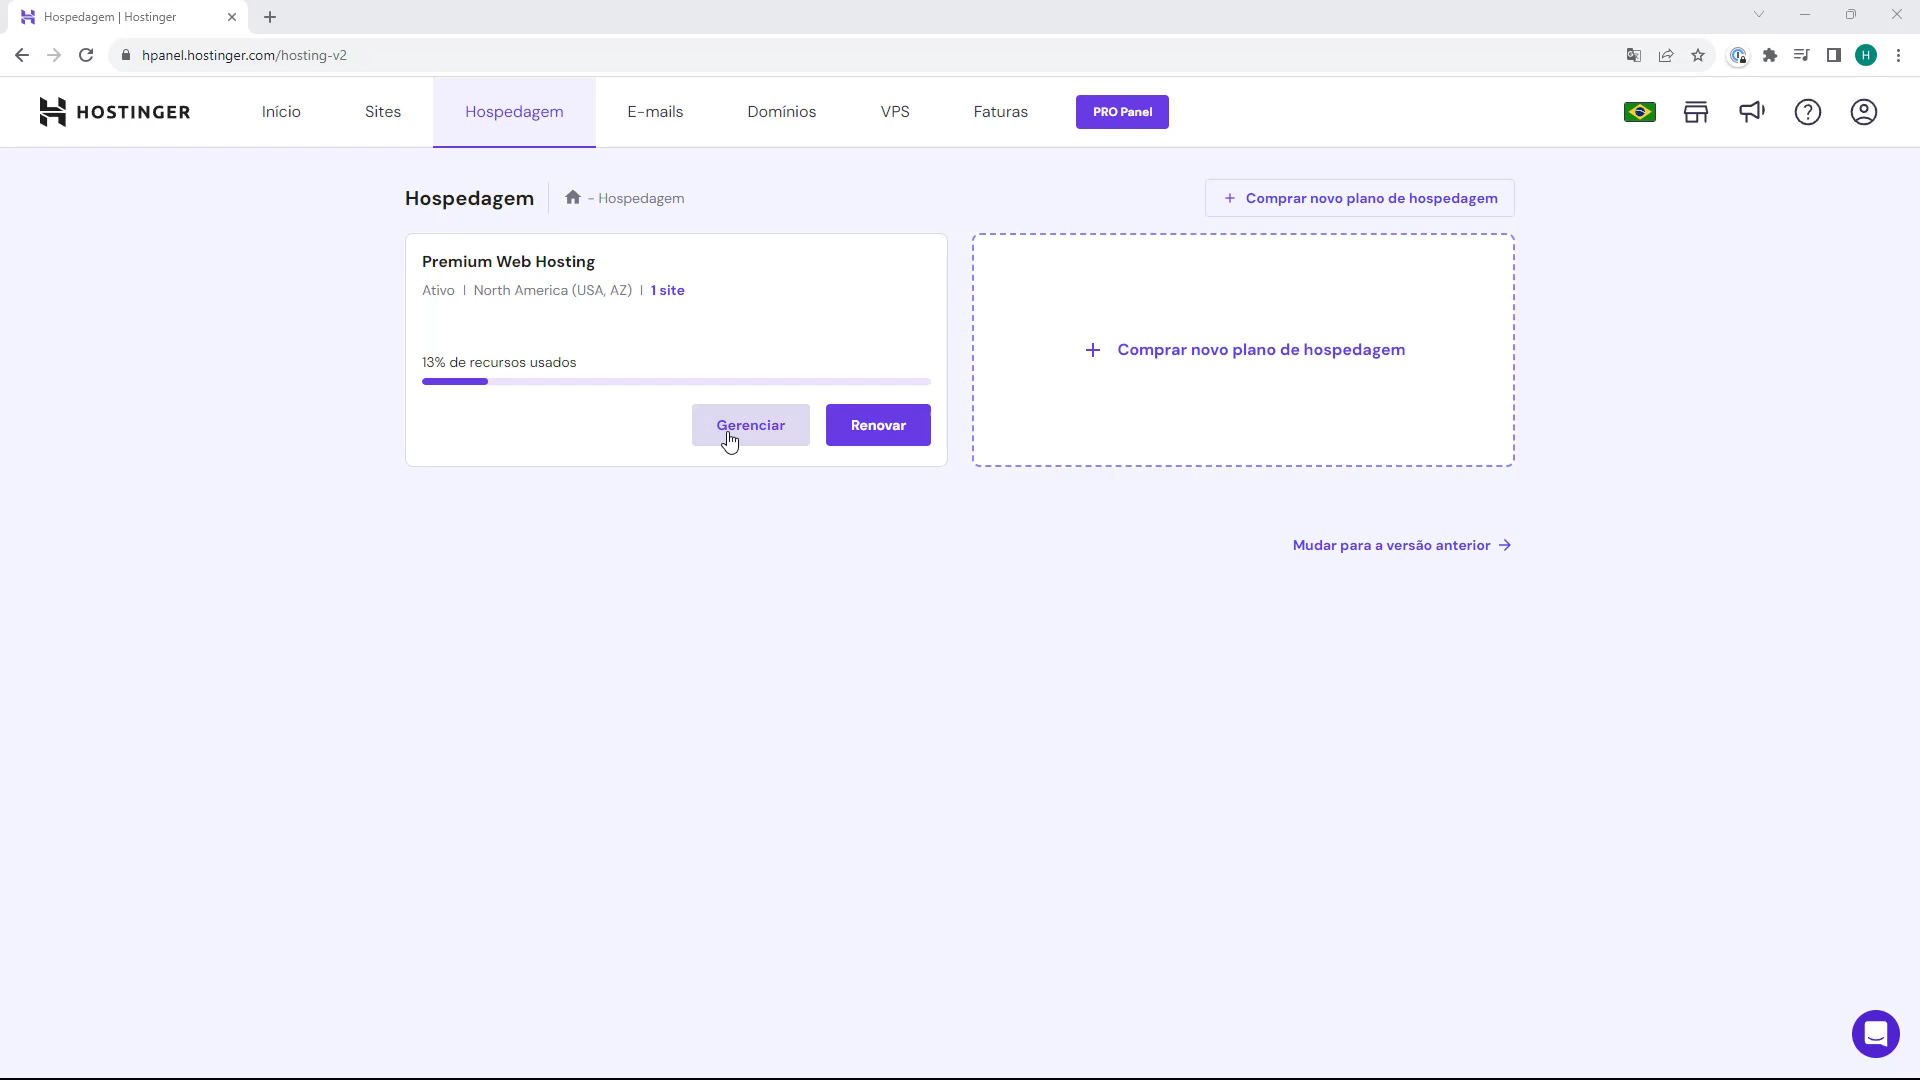 Hospedagem | Hostinger
hpanel.hostinger.com/hosting-v2
H
HOSTINGER
Início
Sites
Hospedagem
E-mails
Domínios
VPS
Faturas
PRO Panel
Hospedagem
- Hospedagem
+ Comprar novo plano de hospedagem
Premium Web Hosting
Ativo | North America (USA, AZ) | 1 site
13% de recursos usados
Gerenciar
Renovar
+ Comprar novo plano de hospedagem
Mudar para a versão anterior →